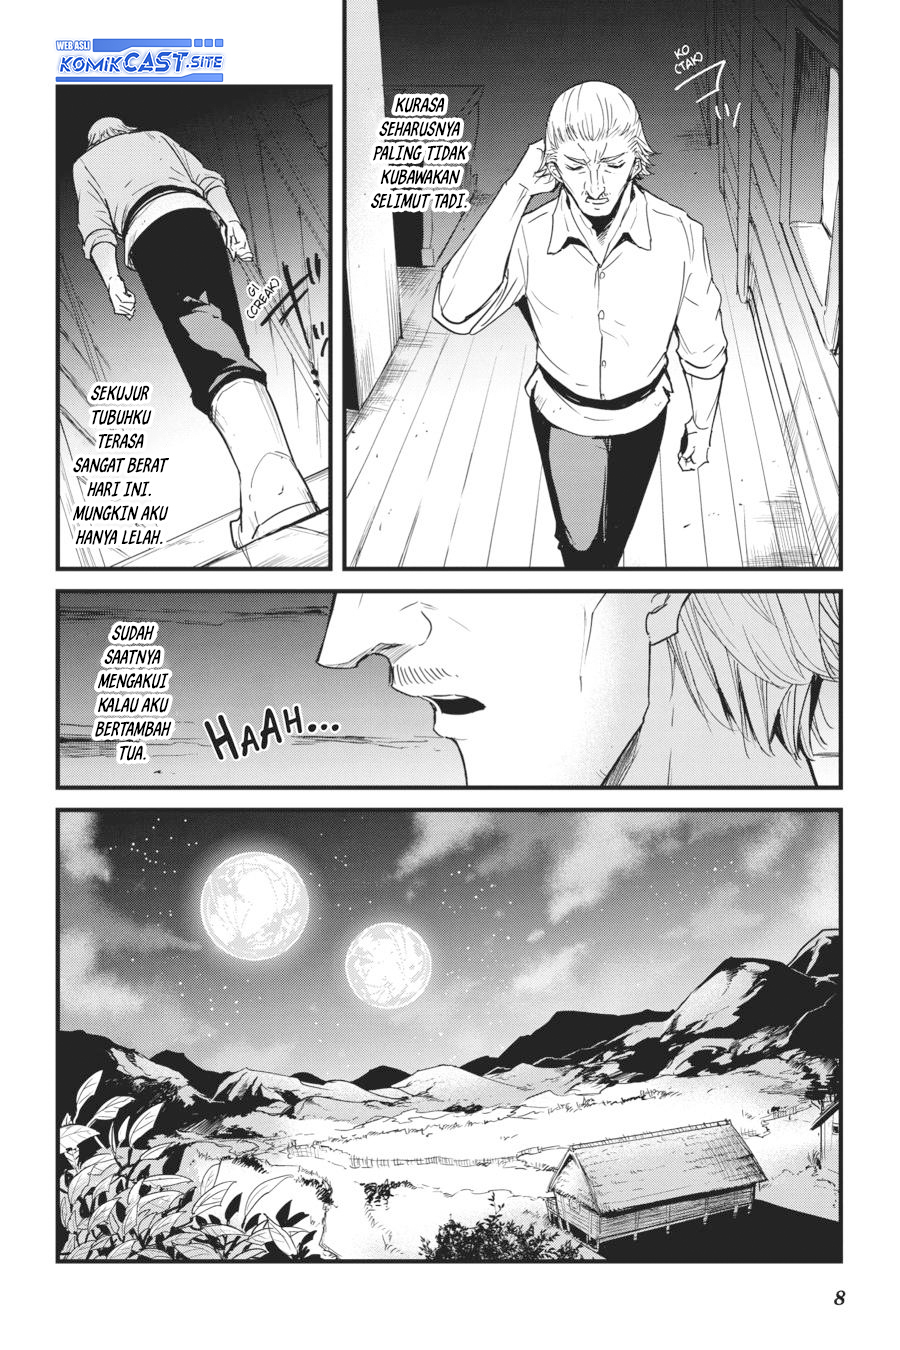 WEB ASLI
KOMIKCAST.SITE
KO
(TAK)
KURASA
SEHARUSNYA
PALING TIDAK
KUBAWAKAN
SELIMUT TADI.
GI
(CREAK)
SEKUJUR
TUBUHKU
TERASA
SANGAT BERAT
HARI INI.
MUNGKIN AKU
HANYA LELAH.
SUDAH
SAATNYA
MENGAKUI
KALAU AKU
BERTAMBAH
TUA.
HAAH...
8